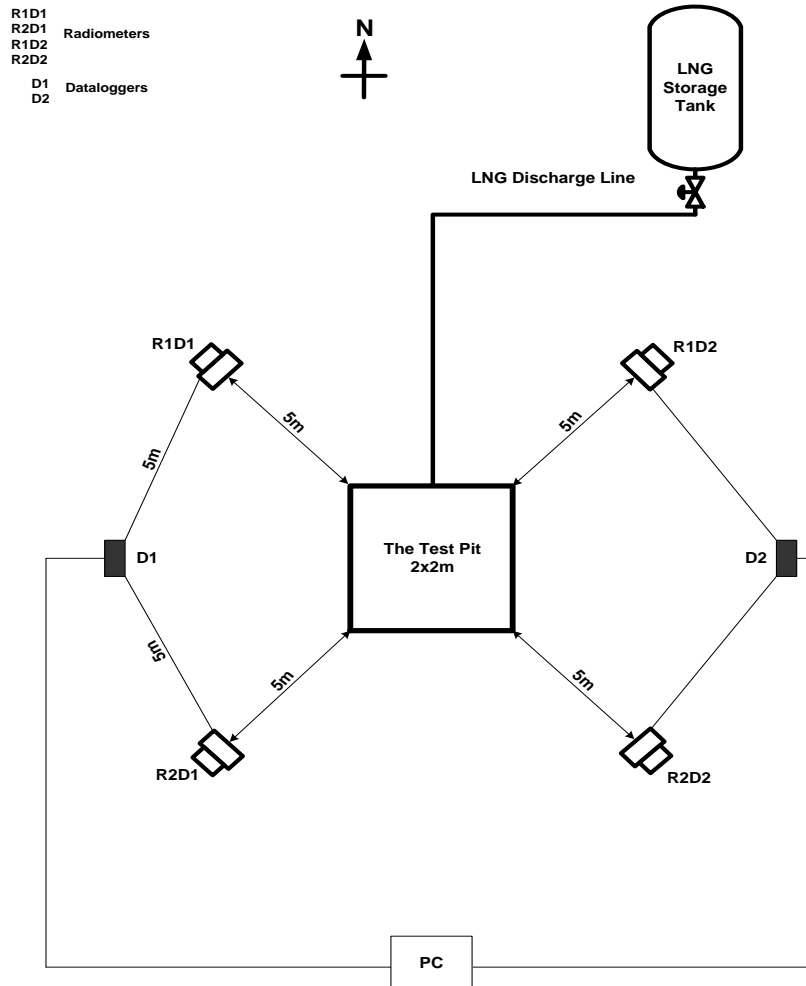 R1D1
R2D1
R1D2
R2D2
Radiometers
D1
D2
Dataloggers
N
LNG
Storage
Tank
LNG Discharge Line
R1D1
R1D2
5m
5m
5m
The Test Pit
2x2m
D1
D2
5m
5m
5m
R2D1
R2D2
PC